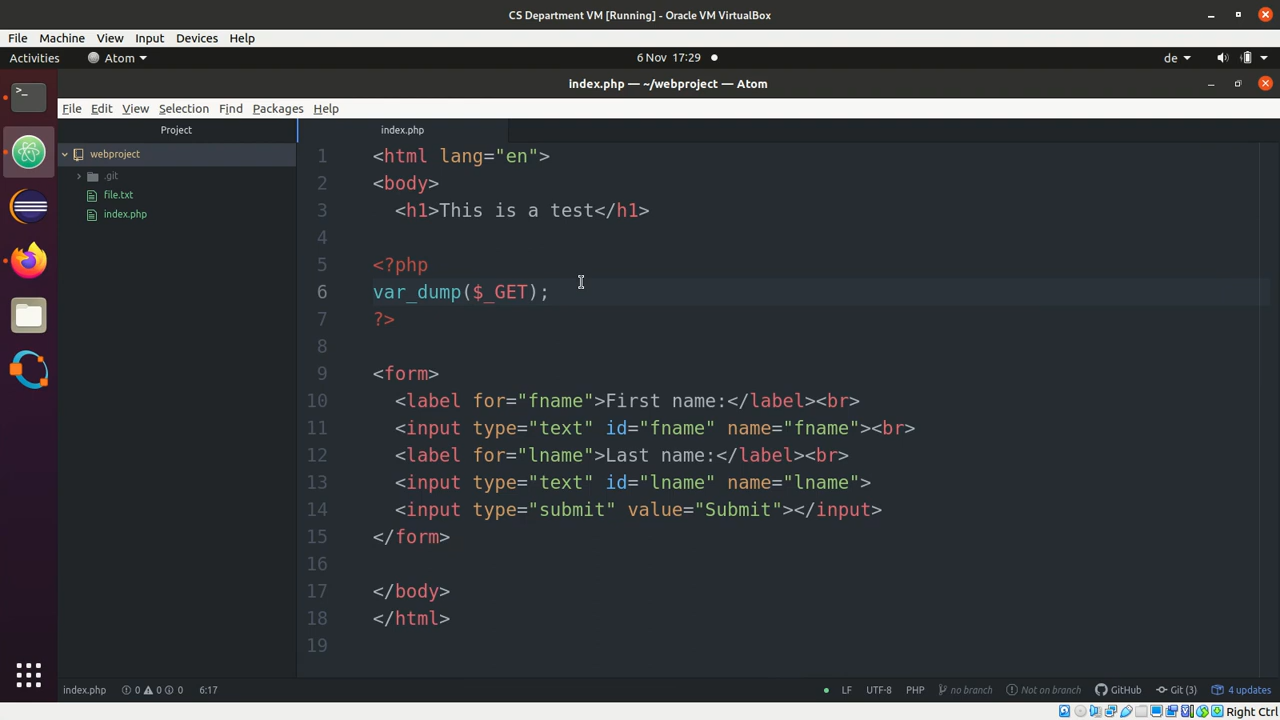 CS Department VM [Running] - Oracle VM VirtualBox
File Machine View Input Devices Help
Activities Atom 6 Nov 17:29 de
index.php — ~/webproject — Atom
File Edit View Selection Find Packages Help
Project
index.php
webproject
.git
file.txt
index.php
1 <html lang="en">
2 <body>
3 <h1>This is a test</h1>
4
5 <?php
6 var_dump($_GET);
7 ?>
8
9 <form>
10 <label for="fname">First name:</label><br>
11 <input type="text" id="fname" name="fname"><br>
12 <label for="lname">Last name:</label><br>
13 <input type="text" id="lname" name="lname">
14 <input type="submit" value="Submit"></input>
15 </form>
16
17 </body>
18 </html>
19
index.php 0 0 0 6:17 LF UTF-8 PHP no branch Not on branch GitHub Git (3) 4 updates
Right Ctrl